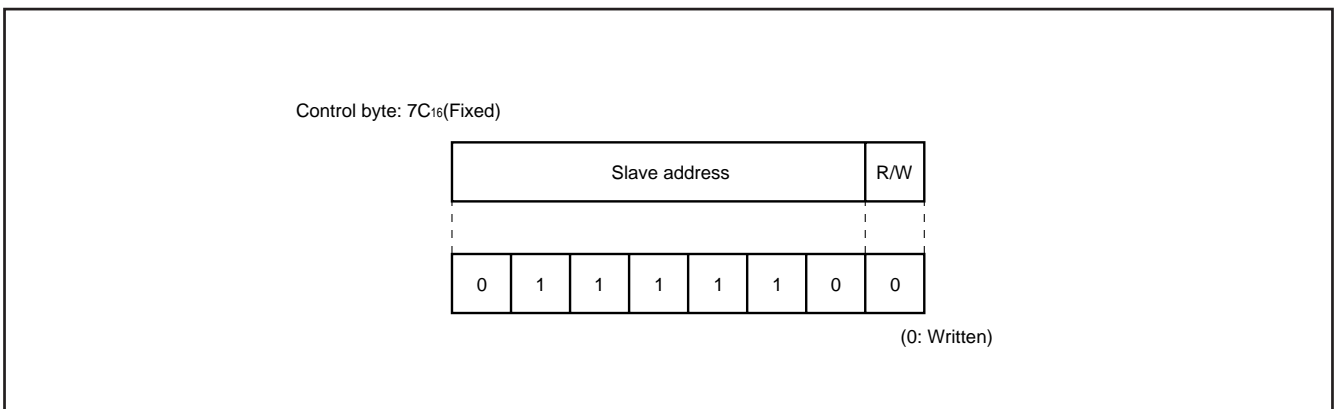 Control byte: 7C16(Fixed)
Slave address R/W
0 1 1 1 1 1 0 0
(0: Written)